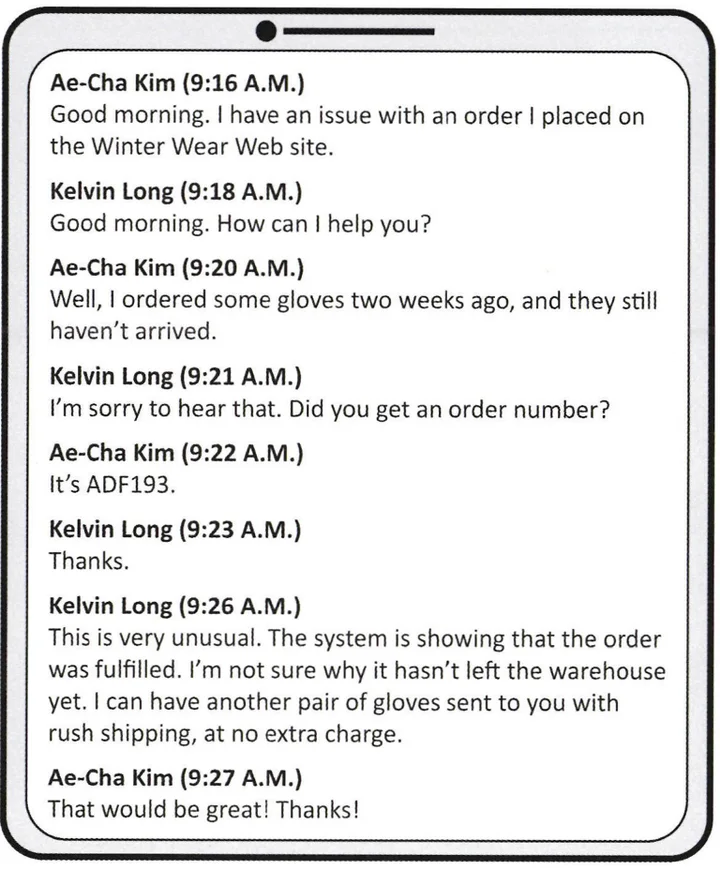 Ae-Cha Kim (9:16 A.M.)
Good morning. I have an issue with an order I placed on
the Winter Wear Web site.
Kelvin Long (9:18 A.M.)
Good morning. How can I help you?
Ae-Cha Kim (9:20 A.M.)
Well, I ordered some gloves two weeks ago, and they still
haven't arrived.
Kelvin Long (9:21 A.M.)
I'm sorry to hear that. Did you get an order number?
Ae-Cha Kim (9:22 A.M.)
It's ADF193.
Kelvin Long (9:23 A.M.)
Thanks.
Kelvin Long (9:26 A.M.)
This is very unusual. The system is showing that the order
was fulfilled. I'm not sure why it hasn't left the warehouse
yet. I can have another pair of gloves sent to you with
rush shipping, at no extra charge.
Ae-Cha Kim (9:27 A.M.)
That would be great! Thanks!